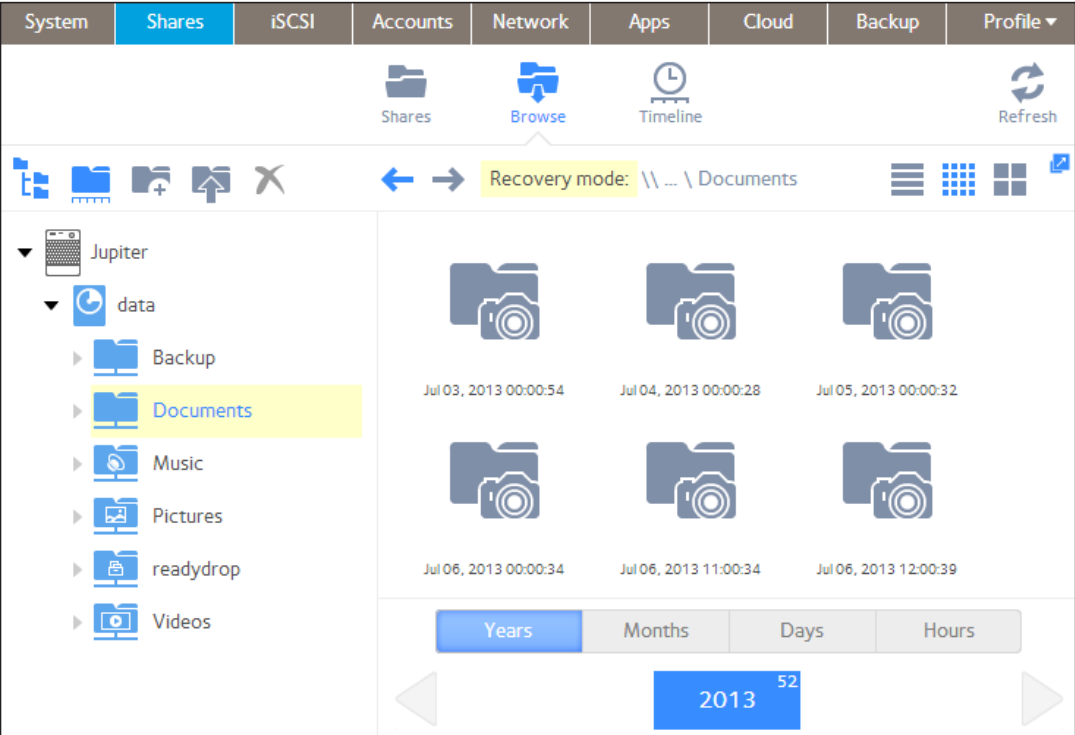 System Shares iSCSI Accounts Network Apps Cloud Backup Profile
Shares Browse Timeline Refresh
Recovery mode: \\ ... \ Documents
Jupiter
data
Backup
Documents
Music
Pictures
readydrop
Videos
Jul 03, 2013 00:00:54 Jul 04, 2013 00:00:28 Jul 05, 2013 00:00:32
Jul 06, 2013 00:00:34 Jul 06, 2013 11:00:34 Jul 06, 2013 12:00:39
Years Months Days Hours
2013 52